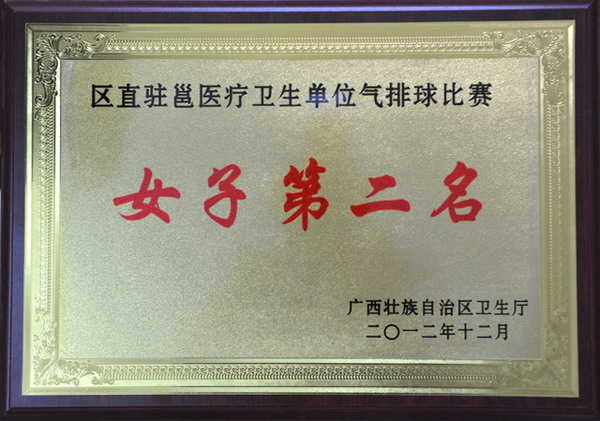 区直驻邕医疗卫生单位气排球比赛
女子第二名
广西壮族自治区卫生厅
二〇一二年十二月